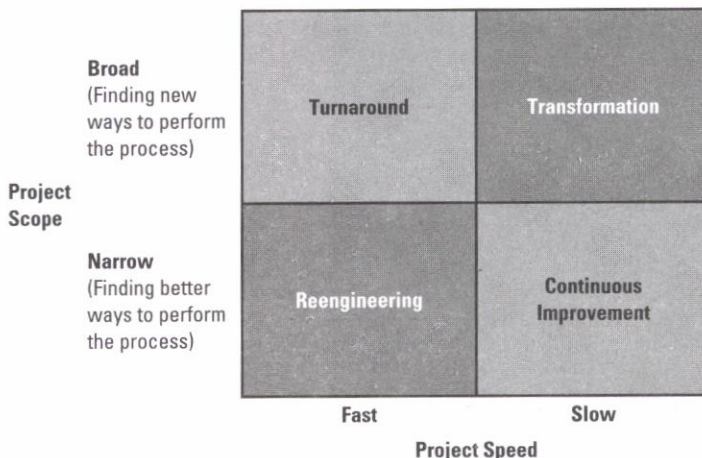 Broad
(Finding new
ways to perform
the process)
Turnaround
Transformation
Project
Scope
Narrow
(Finding better
ways to perform
the process)
Reengineering
Continuous
Improvement
Fast
Slow
Project Speed